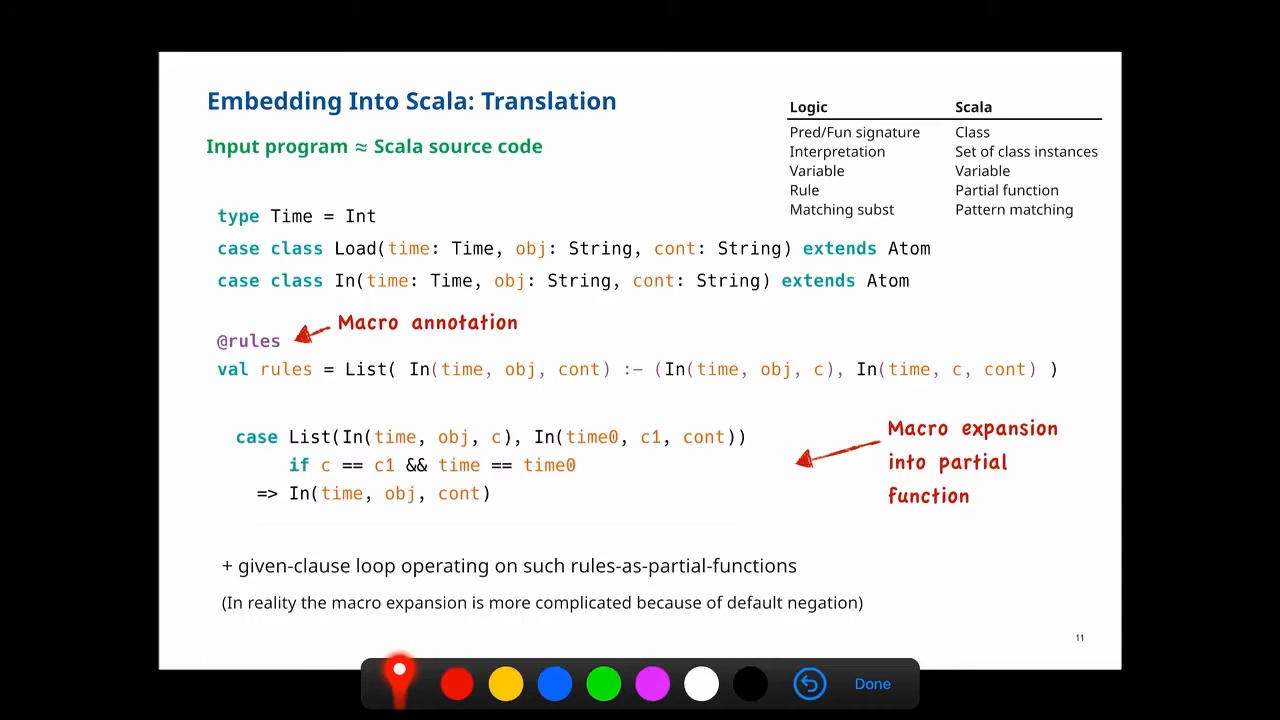 Embedding Into Scala: Translation
Input program ≈ Scala source code
Logic Scala
Pred/Fun signature Class
Interpretation Set of class instances
Variable Variable
Rule Partial function
Matching subst Pattern matching
type Time = Int
case class Load(time: Time, obj: String, cont: String) extends Atom
case class In(time: Time, obj: String, cont: String) extends Atom
Macro annotation
@rules
val rules = List( In(time, obj, cont) :- (In(time, obj, c), In(time, c, cont) )
case List(In(time, obj, c), In(time0, c1, cont))
if c == c1 && time == time0
=> In(time, obj, cont)
Macro expansion
into partial
function
+ given-clause loop operating on such rules-as-partial-functions
(In reality the macro expansion is more complicated because of default negation)
11
Done